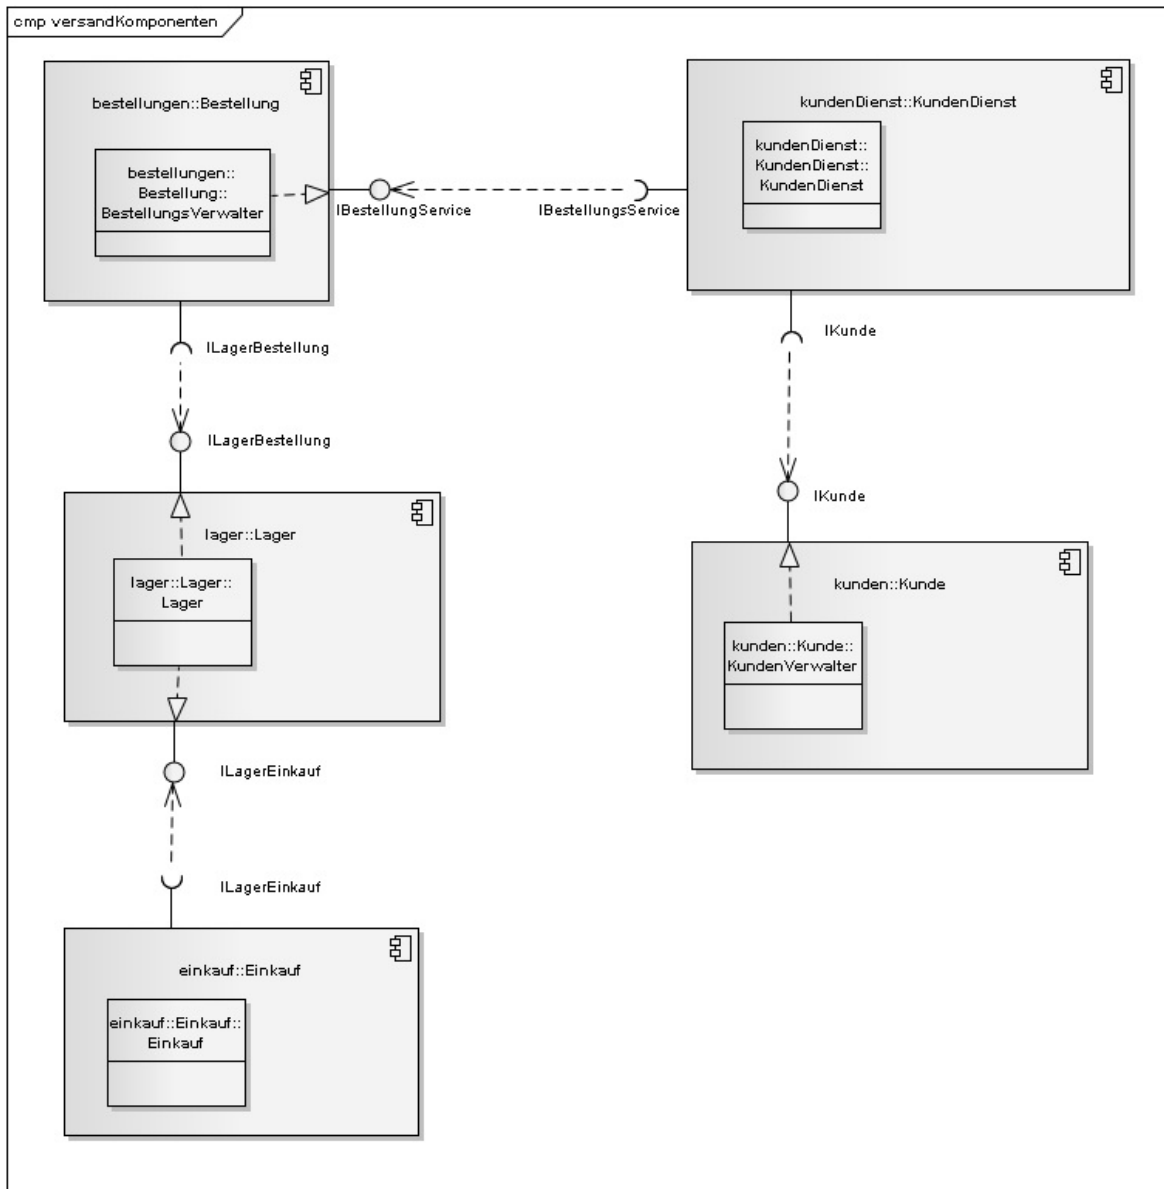 cmp versandKomponenten
bestellungen::Bestellung
bestellungen::
Bestellung::
BestellungsVerwalter
IBestellungService
IBestellungsService
kundenDienst::KundenDienst
kundenDienst::
KundenDienst::
KundenDienst
ILagerBestellung
IKunde
ILagerBestellung
IKunde
lager::Lager
lager::Lager::
Lager
kunden::Kunde
kunden::Kunde::
KundenVerwalter
ILagerEinkauf
ILagerEinkauf
einkauf::Einkauf
einkauf::Einkauf::
Einkauf